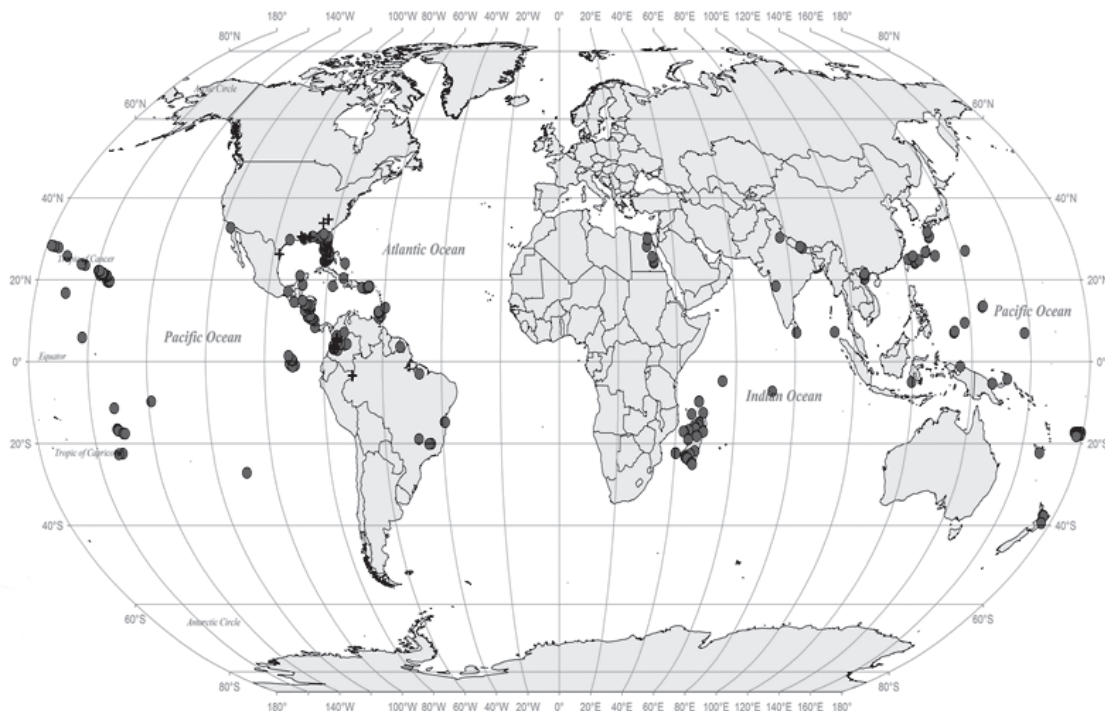 180° 140°W 100°W 80°W 60°W 40°W 20°W 0° 20°E 40°E 60°E 80°E 100°E 120°E 140°E 180°
80°N 80°N
Arctic Circle
60°N 60°N
40°N 40°N
Atlantic Ocean
Tropic of Cancer
20°N 20°N
Pacific Ocean Pacific Ocean
Equator 0° 0°
Indian Ocean
20°S 20°S
Tropic of Capricorn
40°S 40°S
60°S Antarctic Circle 60°S
80°S 80°S
180° 140°W 100°W 80°W 60°W 40°W 20°W 0° 20°E 40°E 60°E 80°E 100°E 120°E 140°E 180°